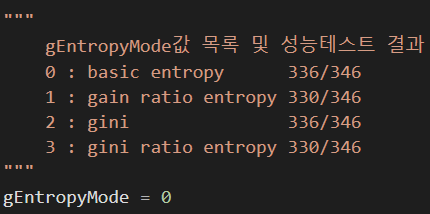 """
gEntropyMode값 목록 및 성능테스트 결과
0 : basic entropy 336/346
1 : gain ratio entropy 330/346
2 : gini 336/346
3 : gini ratio entropy 330/346
"""
gEntropyMode = 0